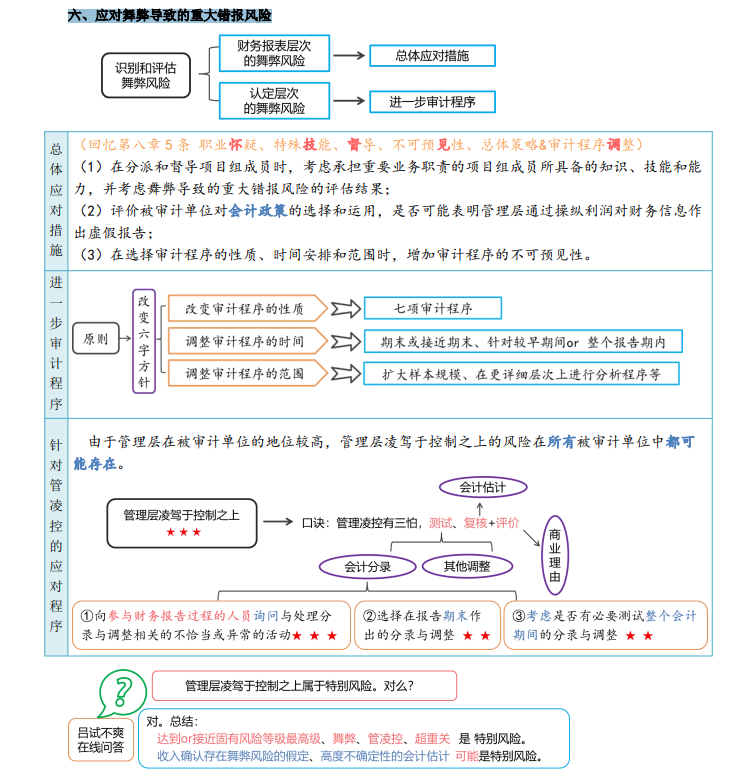 六、应对舞弊导致的重大错报风险
识别和评估
舞弊风险
财务报表层次
的舞弊风险
总体应对措施
认定层次
的舞弊风险
进一步审计程序
总体应对措施
（回忆第八章 5 条 职业怀疑、特殊技能、督导、不可预见性、总体策略&审计程序调整）
（1）在分派和督导项目组成员时，考虑承担重要业务职责的项目组成员所具备的知识、技能和能
力，并考虑舞弊导致的重大错报风险的评估结果；
（2）评价被审计单位对会计政策的选择和运用，是否可能表明管理层通过操纵利润对财务信息作
出虚假报告；
（3）在选择审计程序的性质、时间安排和范围时，增加审计程序的不可预见性。
进一步审计程序
原则
改变六字方针
改变审计程序的性质
七项审计程序
调整审计程序的时间
期末或接近期末、针对较早期间or 整个报告期内
调整审计程序的范围
扩大样本规模、在更详细层次上进行分析程序等
针对管凌控的应对程序
由于管理层在被审计单位的地位较高，管理层凌驾于控制之上的风险在所有被审计单位中都可
能存在。
会计估计
管理层凌驾于控制之上
★★★
口诀：管理凌控有三怕，测试、复核+评价
商业理由
会计分录
其他调整
①向参与财务报告过程的人员询问与处理分
录与调整相关的不恰当或异常的活动★ ★ ★
②选择在报告期末作
出的分录与调整 ★ ★
③考虑是否有必要测试整个会计
期间的分录与调整 ★ ★
?
管理层凌驾于控制之上属于特别风险。对么？
吕试不爽
在线问答
对。总结：
达到or接近固有风险等级最高级、舞弊、管凌控、超重关 是 特别风险。
收入确认存在舞弊风险的假定、高度不确定性的会计估计 可能是特别风险。